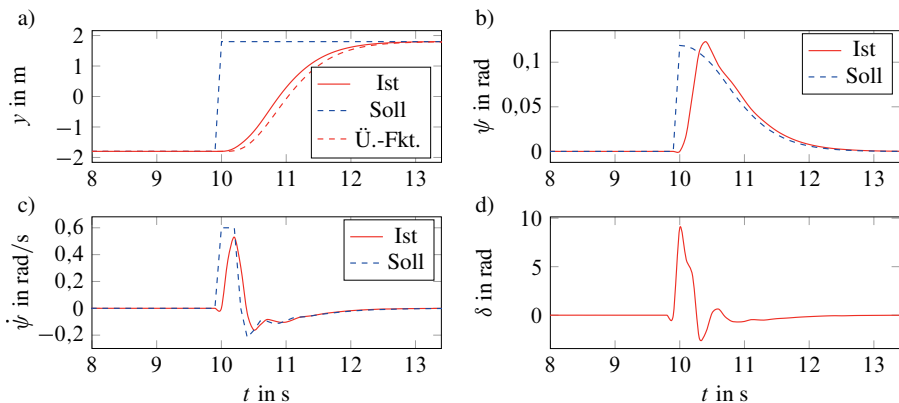 a)
y in m
2
1
0
−1
−2
8 9 10 11 12 13
Ist
Soll
Ü.-Fkt.
b)
ψ in rad
0,1
0,05
0
8 9 10 11 12 13
Ist
Soll
c)
ψ̇ in rad/s
0,6
0,4
0,2
0
-0,2
8 9 10 11 12 13
t in s
Ist
Soll
d)
δ in rad
10
5
0
8 9 10 11 12 13
t in s